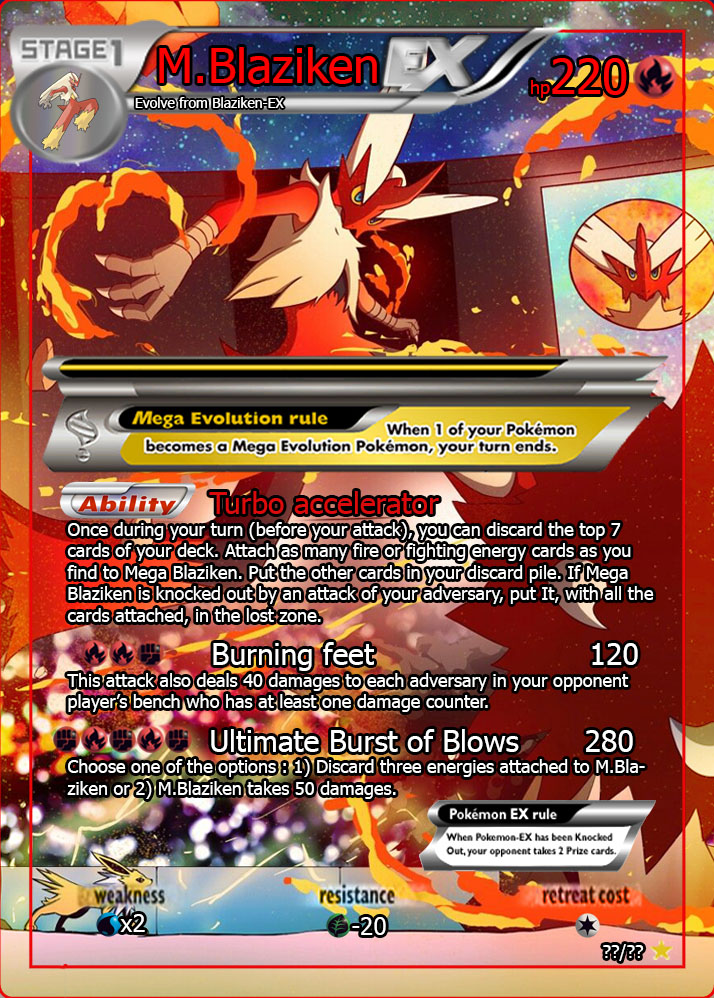 STAGE1
M.Blaziken EX
hp220
Evolve from Blaziken-EX
Mega Evolution rule
When 1 of your Pokémon
becomes a Mega Evolution Pokémon, your turn ends.
Ability Turbo accelerator
Once during your turn (before your attack), you can discard the top 7
cards of your deck. Attach as many fire or fighting energy cards as you
find to Mega Blaziken. Put the other cards in your discard pile. If Mega
Blaziken is knocked out by an attack of your adversary, put It, with all the
cards attached, in the lost zone.
Burning feet 120
This attack also deals 40 damages to each adversary in your opponent
player's bench who has at least one damage counter.
Ultimate Burst of Blows 280
Choose one of the options : 1) Discard three energies attached to M.Bla-
ziken or 2) M.Blaziken takes 50 damages.
Pokémon EX rule
When Pokemon-EX has been Knocked
Out, your opponent takes 2 Prize cards.
weakness resistance retreat cost
x2 -20
??/??